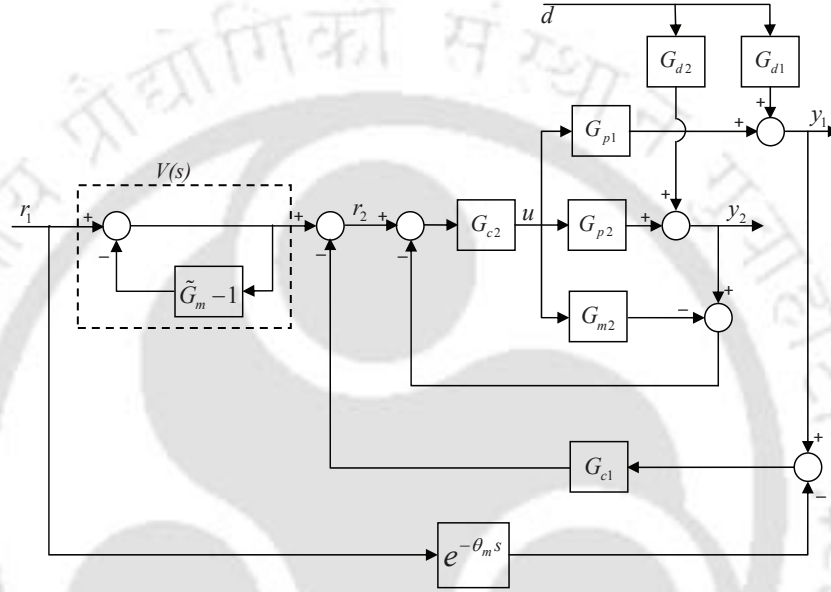 d
G_{d2} G_{d1}
G_{p1} y_1
V(s)
r_1 r_2 G_{c2} u G_{p2} y_2
\tilde{G}_m - 1
G_{m2}
G_{c1}
e^{-\theta_m s}